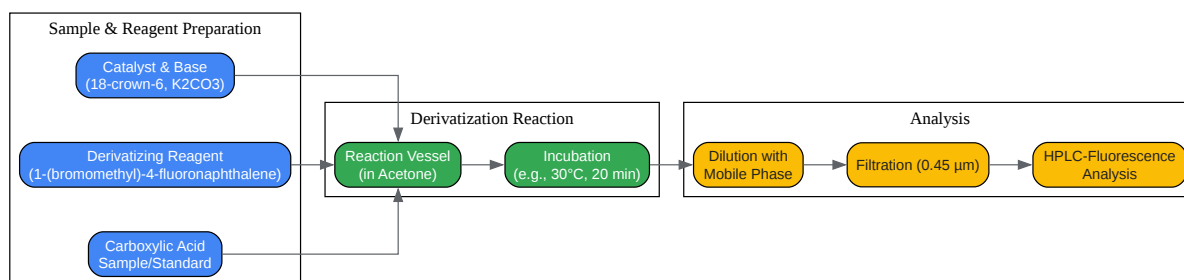 Sample & Reagent Preparation
Catalyst & Base
(18-crown-6, K2CO3)
Derivatizing Reagent
(1-(bromomethyl)-4-fluoronaphthalene)
Carboxylic Acid
Sample/Standard
Derivatization Reaction
Reaction Vessel
(in Acetone)
Incubation
(e.g., 30°C, 20 min)
Analysis
Dilution with
Mobile Phase
Filtration (0.45 µm)
HPLC-Fluorescence
Analysis